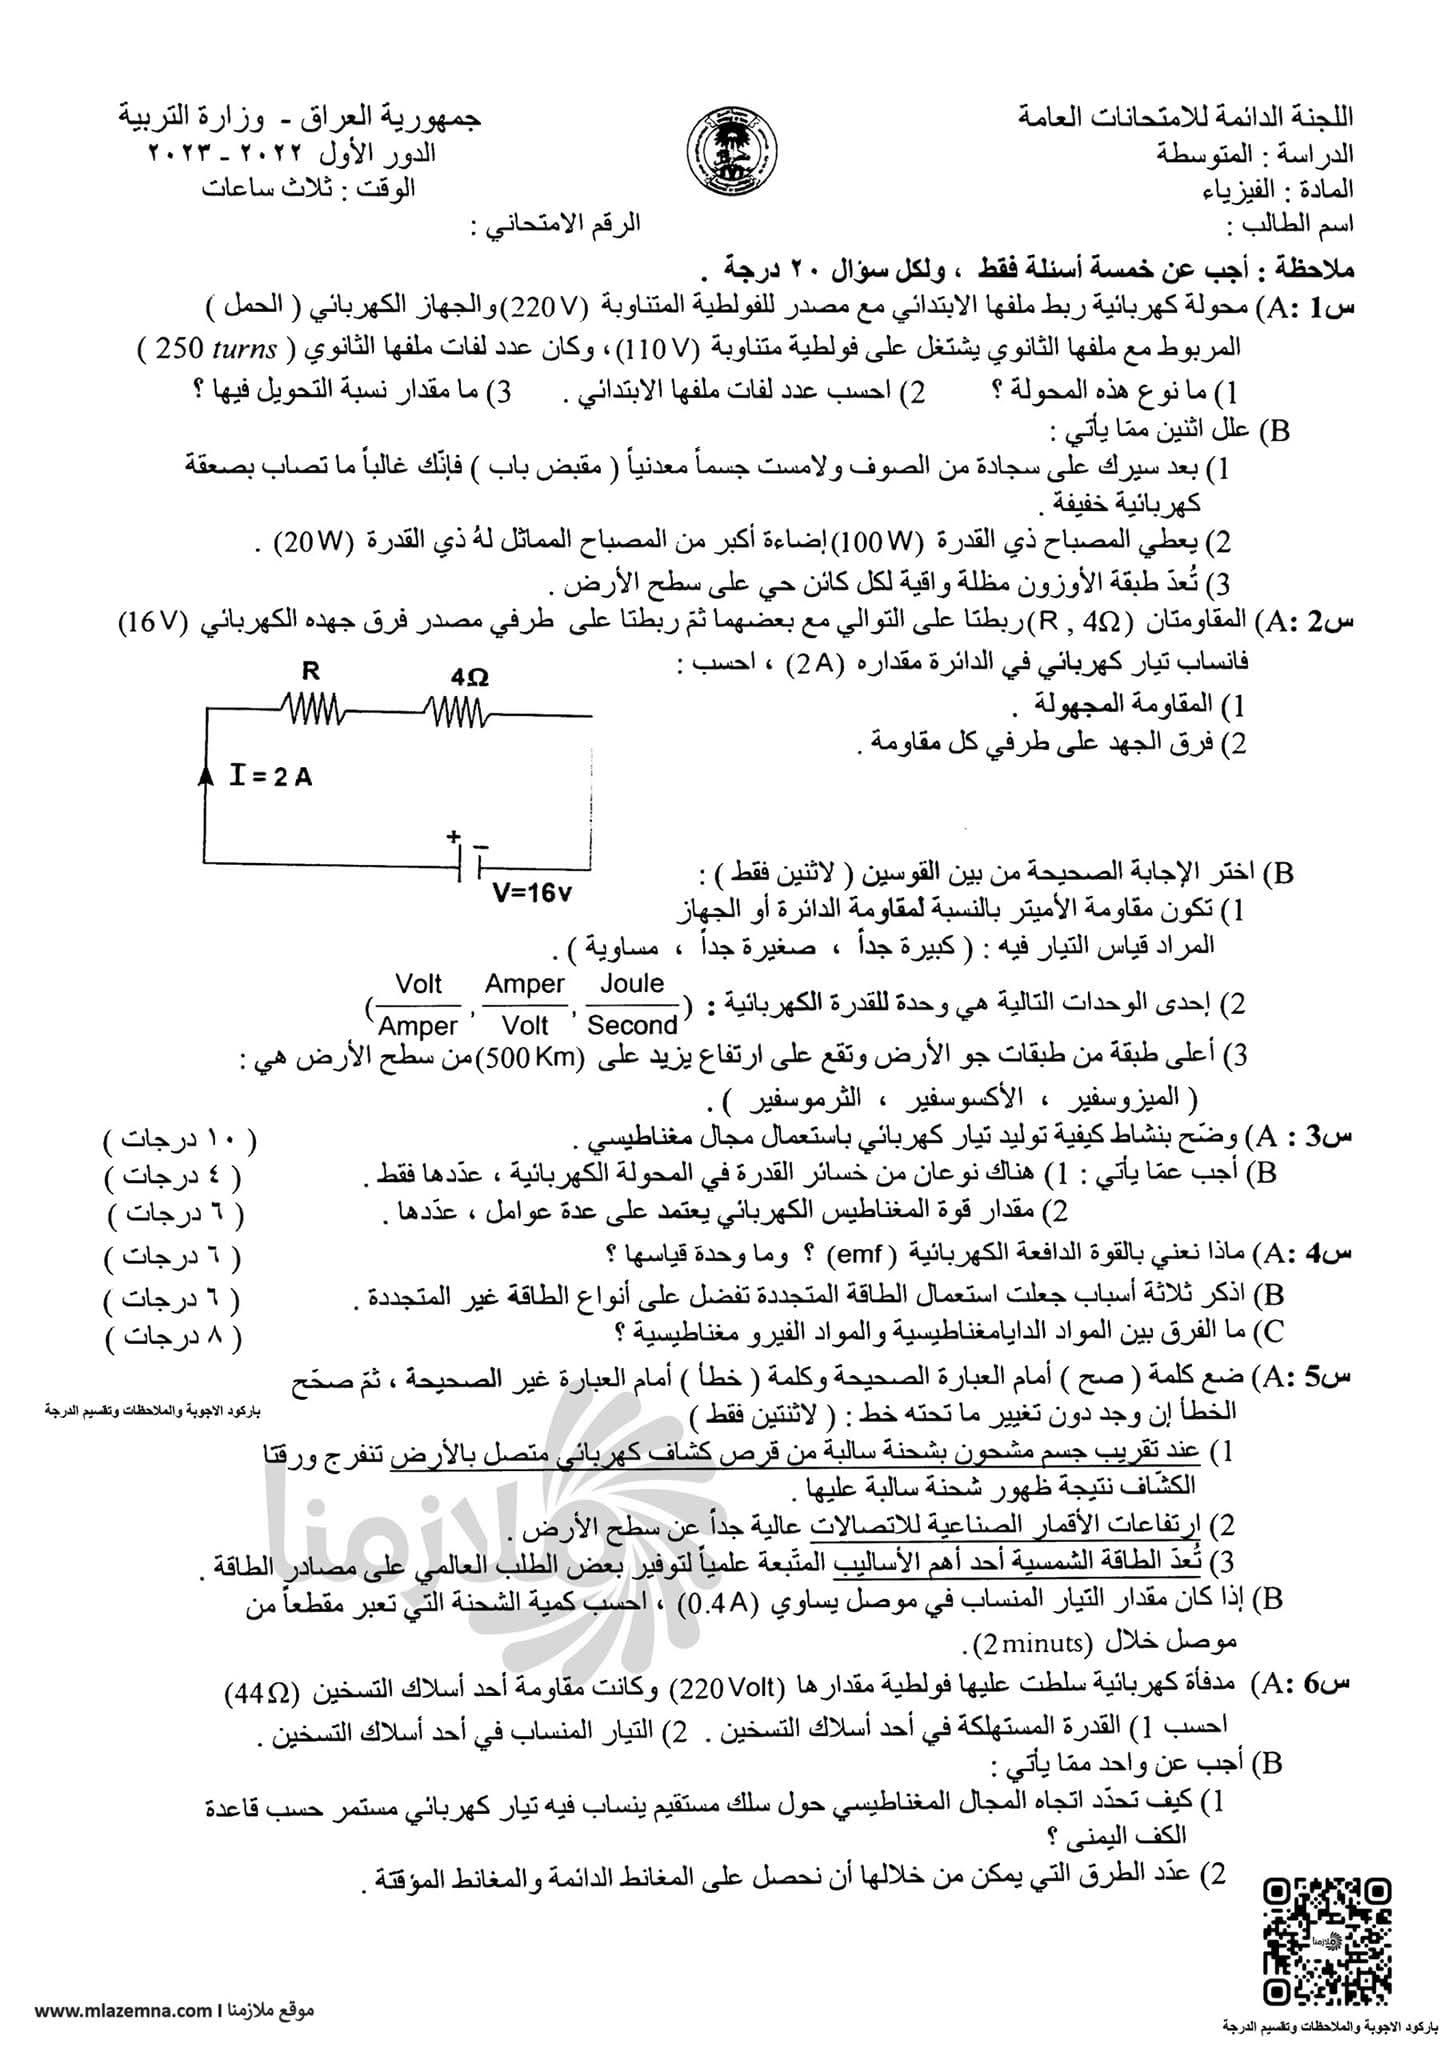 اللجنة الدائمة للامتحانات العامة
الدراسة : المتوسطة
المادة : الفيزياء
اسم الطالب :
جمهورية العراق - وزارة التربية
الدور الأول ٢٠٢٢ - ٢٠٢٣
الوقت : ثلاث ساعات
الرقم الامتحاني :
ملاحظة : أجب عن خمسة أسئلة فقط ، ولكل سؤال ٢٠ درجة .
س1 :A) محولة كهربائية ربط ملفها الابتدائي مع مصدر للفولطية المتناوبة (220V) والجهاز الكهربائي ( الحمل )
المربوط مع ملفها الثانوي يشتغل على فولطية متناوبة (110V)، وكان عدد لفات ملفها الثانوي ( 250 turns )
1) ما نوع هذه المحولة ؟ 2) احسب عدد لفات ملفها الابتدائي . 3) ما مقدار نسبة التحويل فيها ؟
B) علل اثنين ممّا يأتي :
1) بعد سيرك على سجادة من الصوف ولامست جسماً معدنياً ( مقبض باب ) فإنّك غالباً ما تصاب بصعقة
كهربائية خفيفة .
2) يعطي المصباح ذي القدرة (100W) إضاءة أكبر من المصباح المماثل لهُ ذي القدرة (20W) .
3) تُعدّ طبقة الأوزون مظلة واقية لكل كائن حي على سطح الأرض .
س2 :A) المقاومتان (R , 4Ω) ربطتا على التوالي مع بعضهما ثمّ ربطتا على طرفي مصدر فرق جهده الكهربائي (16V)
فانساب تيار كهربائي في الدائرة مقداره (2A) ، احسب :
1) المقاومة المجهولة .
2) فرق الجهد على طرفي كل مقاومة .
R
4Ω
I = 2 A
+ −
V=16v
B) اختر الإجابة الصحيحة من بين القوسين ( لاثنين فقط ) :
1) تكون مقاومة الأميتر بالنسبة لمقاومة الدائرة أو الجهاز
المراد قياس التيار فيه : ( كبيرة جداً ، صغيرة جداً ، مساوية ) .
2) إحدى الوحدات التالية هي وحدة للقدرة الكهربائية : (Volt/Amper , Amper/Volt , Joule/Second)
3) أعلى طبقة من طبقات جو الأرض وتقع على ارتفاع يزيد على (500 Km) من سطح الأرض هي :
( الميزوسفير ، الأكسوسفير ، الثرموسفير ) .
س3 : A) وضّح بنشاط كيفية توليد تيار كهربائي باستعمال مجال مغناطيسي . ( ١٠ درجات )
B) أجب عمّا يأتي : 1) هناك نوعان من خسائر القدرة في المحولة الكهربائية ، عدّدها فقط . ( ٤ درجات )
2) مقدار قوة المغناطيس الكهربائي يعتمد على عدة عوامل ، عدّدها . ( ٦ درجات )
س4 :A) ماذا نعني بالقوة الدافعة الكهربائية (emf) ؟ وما وحدة قياسها ؟ ( ٦ درجات )
B) اذكر ثلاثة أسباب جعلت استعمال الطاقة المتجددة تفضل على أنواع الطاقة غير المتجددة . ( ٦ درجات )
C) ما الفرق بين المواد الدايامغناطيسية والمواد الفيرو مغناطيسية ؟ ( ٨ درجات )
س5 :A) ضع كلمة ( صح ) أمام العبارة الصحيحة وكلمة ( خطأ ) أمام العبارة غير الصحيحة ، ثمّ صحّح
باركود الاجوبة والملاحظات وتقسيم الدرجة
الخطأ إن وجد دون تغيير ما تحته خط : ( لاثنتين فقط )
1) عند تقريب جسم مشحون بشحنة سالبة من قرص كشاف كهربائي متصل بالأرض تنفرج ورقتا
الكشّاف نتيجة ظهور شحنة سالبة عليها .
2) إرتفاعات الأقمار الصناعية للاتصالات عالية جداً عن سطح الأرض .
3) تُعدّ الطاقة الشمسية أحد أهم الأساليب المتّبعة علمياً لتوفير بعض الطلب العالمي على مصادر الطاقة .
ملازمنا
B) إذا كان مقدار التيار المنساب في موصل يساوي (0.4A) ، احسب كمية الشحنة التي تعبر مقطعاً من
موصل خلال (2 minuts) .
س6 :A) مدفأة كهربائية سلطت عليها فولطية مقدارها (220 Volt) وكانت مقاومة أحد أسلاك التسخين (44Ω)
احسب 1) القدرة المستهلكة في أحد أسلاك التسخين . 2) التيار المنساب في أحد أسلاك التسخين .
B) أجب عن واحد ممّا يأتي :
1) كيف تحدّد اتجاه المجال المغناطيسي حول سلك مستقيم ينساب فيه تيار كهربائي مستمر حسب قاعدة
الكف اليمنى ؟
2) عدّد الطرق التي يمكن من خلالها أن نحصل على المغانط الدائمة والمغانط المؤقتة .
ملازمنا
موقع ملازمنا | www.mlazemna.com
باركود الاجوبة والملاحظات وتقسيم الدرجة